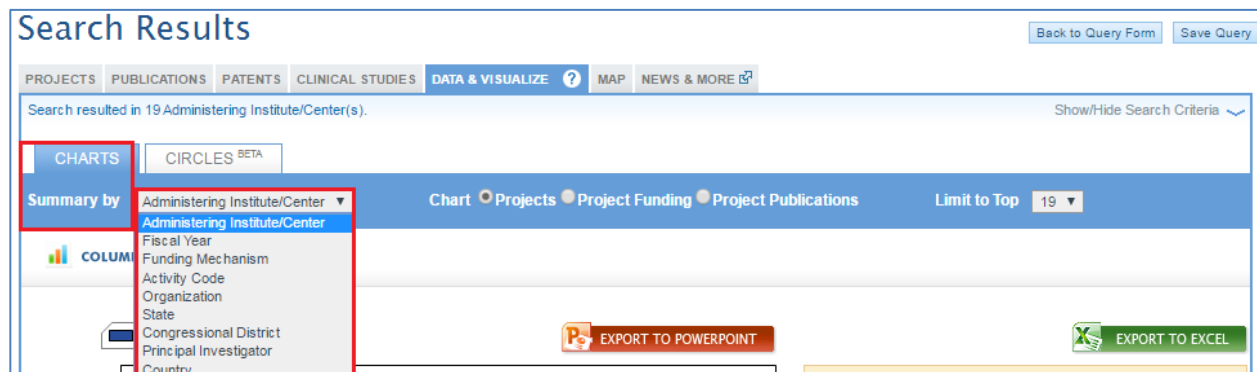 Search Results
Back to Query Form
Save Query
PROJECTS PUBLICATIONS PATENTS CLINICAL STUDIES DATA & VISUALIZE ? MAP NEWS & MORE
Search resulted in 19 Administering Institute/Center(s).
Show/Hide Search Criteria
CHARTS CIRCLES BETA
Summary by Administering Institute/Center Chart Projects Project Funding Project Publications Limit to Top 19
Administering Institute/Center
Fiscal Year
COLUM Funding Mechanism
Activity Code
Organization
State
Congressional District
Principal Investigator
Country
EXPORT TO POWERPOINT
EXPORT TO EXCEL